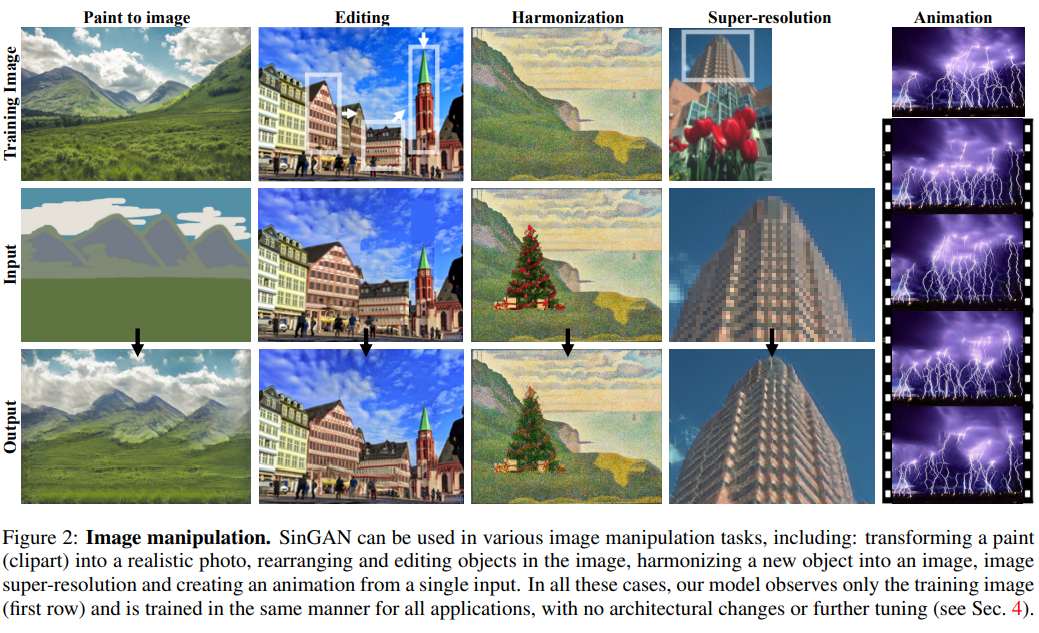 Paint to image Editing Harmonization Super-resolution Animation
Training Image
Input
Output
Figure 2: Image manipulation. SinGAN can be used in various image manipulation tasks, including: transforming a paint
(clipart) into a realistic photo, rearranging and editing objects in the image, harmonizing a new object into an image, image
super-resolution and creating an animation from a single input. In all these cases, our model observes only the training image
(first row) and is trained in the same manner for all applications, with no architectural changes or further tuning (see Sec. 4).